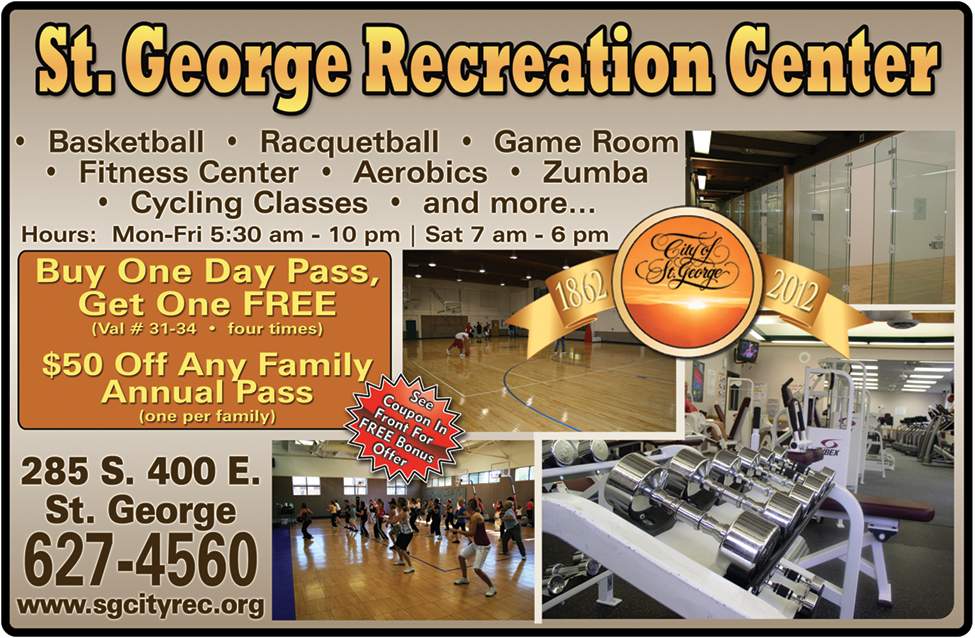 St. George Recreation Center
• Basketball • Racquetball • Game Room
• Fitness Center • Aerobics • Zumba
• Cycling Classes • and more...
Hours: Mon-Fri 5:30 am - 10 pm | Sat 7 am - 6 pm
City of
St. George
1862
2012
Buy One Day Pass,
Get One FREE
(Val # 31-34 • four times)
$50 Off Any Family
Annual Pass
(one per family)
See
Coupon In
Front For
FREE Bonus
Offer
285 S. 400 E.
St. George
627-4560
www.sgcityrec.org